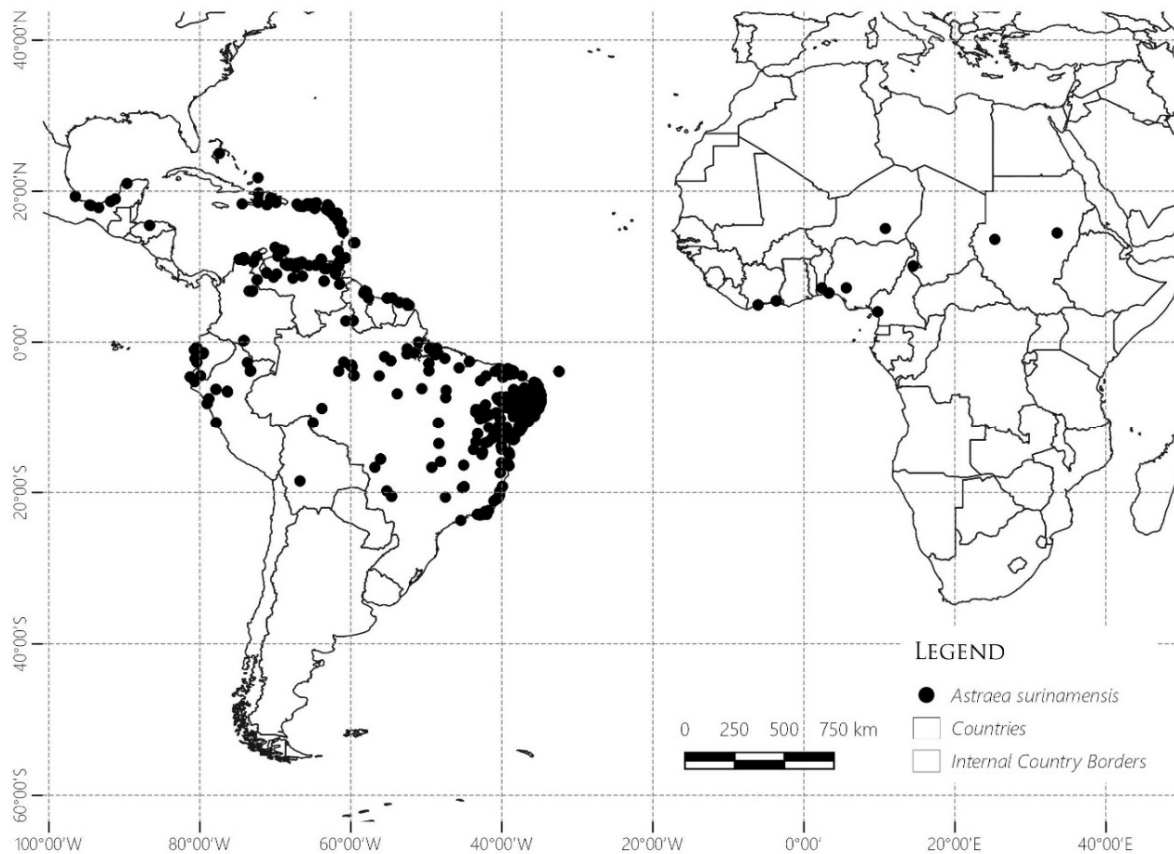 40°00'N
20°00'N
0°00'
20°00'S
40°00'S
60°00'S
100°00'W
80°00'W
60°00'W
40°00'W
20°00'W
0°00'
20°00'E
40°00'E
0 250 500 750 km
LEGEND
Astraea surinamensis
Countries
Internal Country Borders